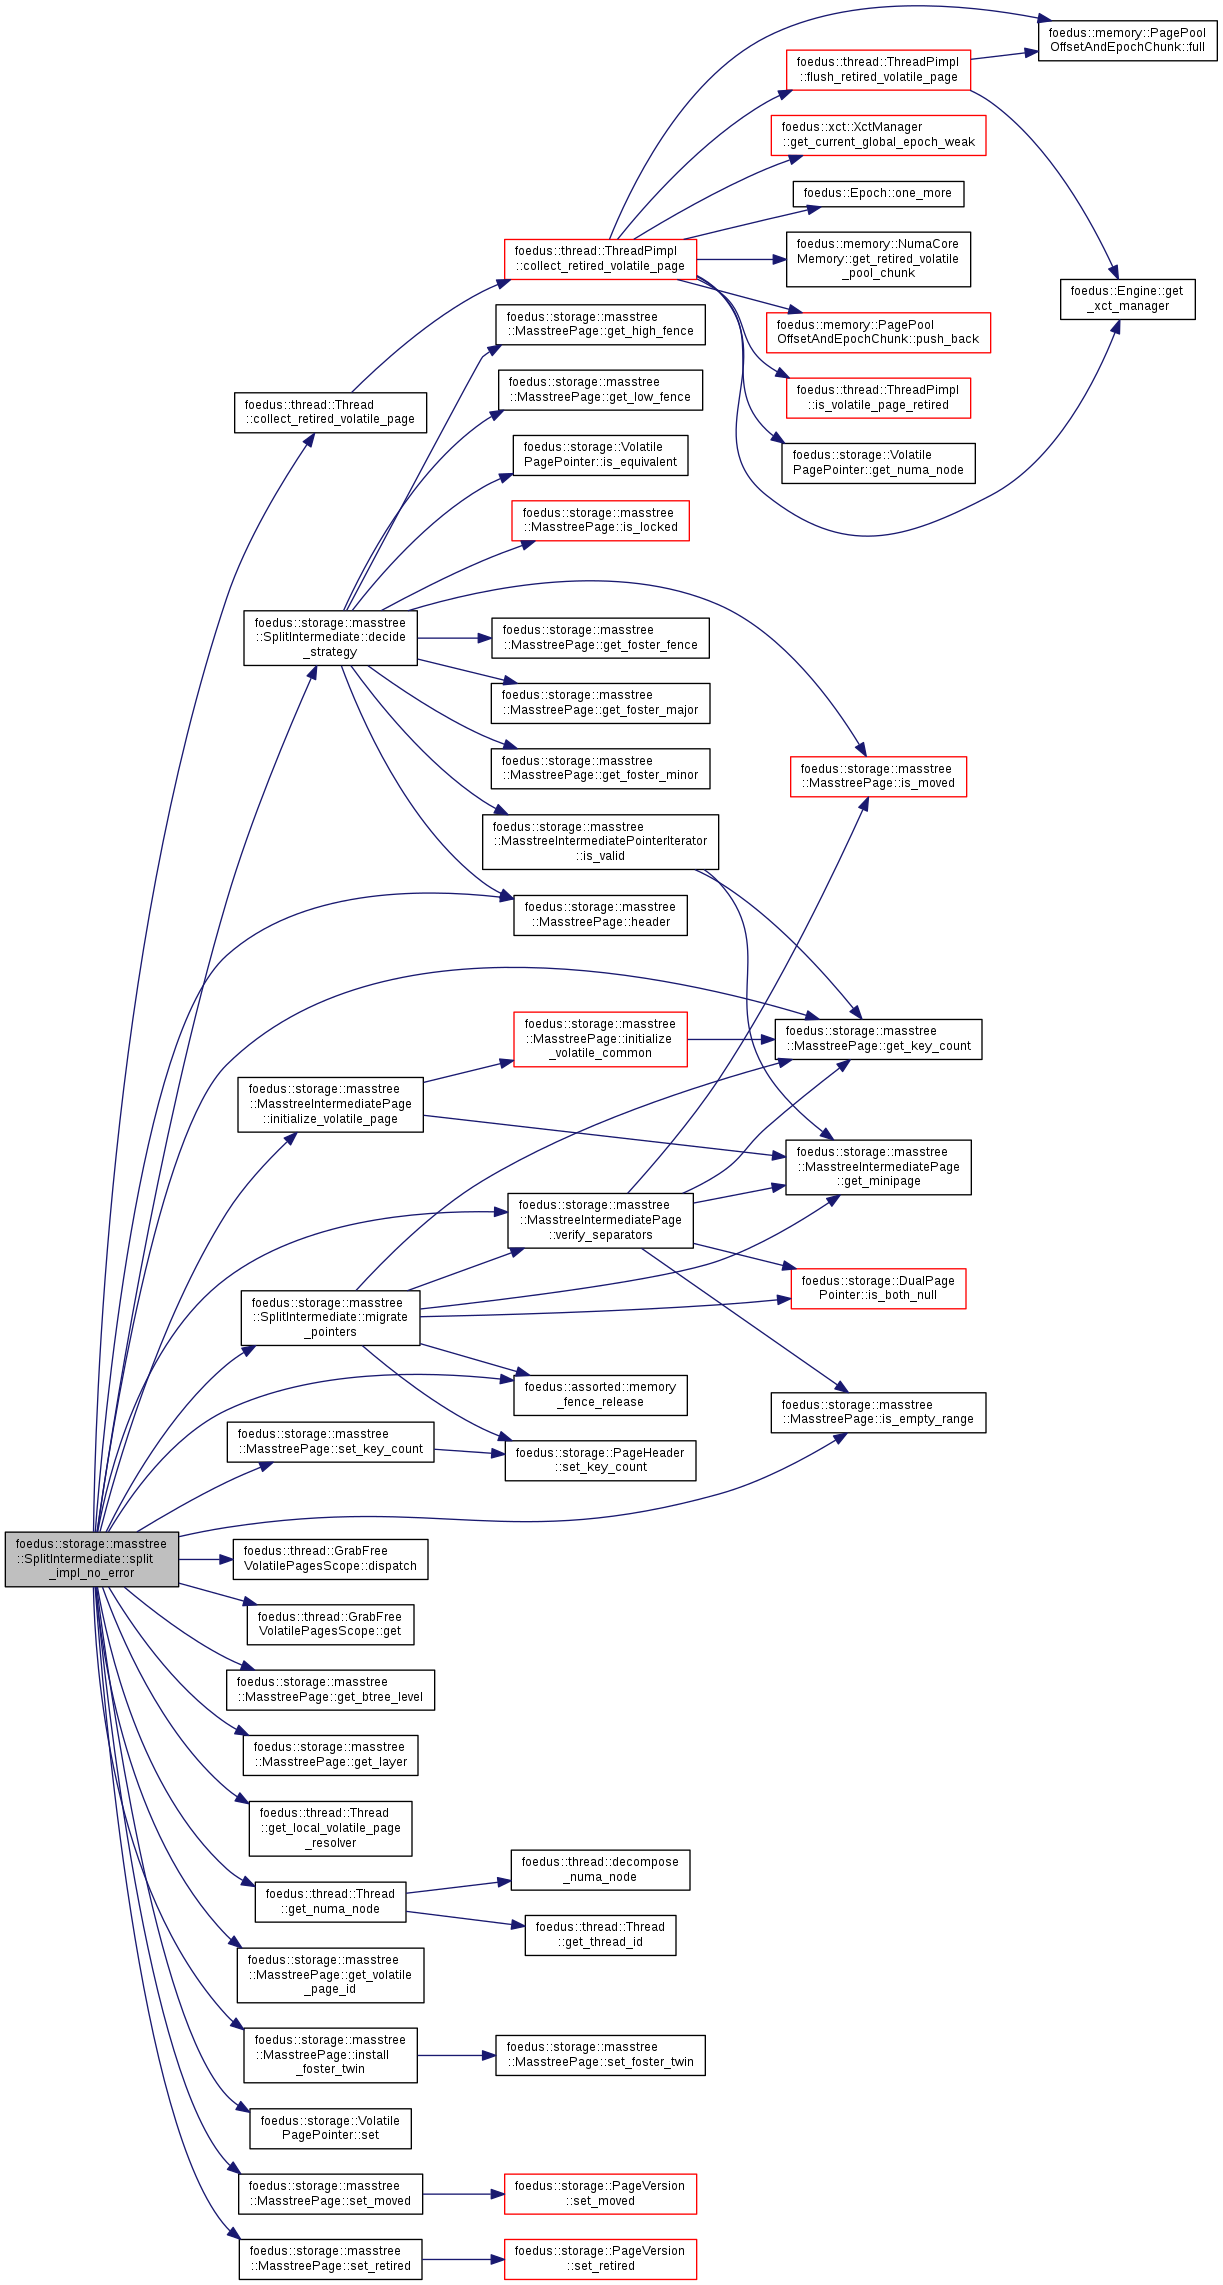 foedus::memory::PagePool
OffsetAndEpochChunk::full
foedus::thread::ThreadPimpl
::flush_retired_volatile_page
foedus::xct::XctManager
::get_current_global_epoch_weak
foedus::Epoch::one_more
foedus::memory::NumaCore
Memory::get_retired_volatile
_pool_chunk
foedus::thread::ThreadPimpl
::collect_retired_volatile_page
foedus::Engine::get
_xct_manager
foedus::storage::masstree
::MasstreePage::get_high_fence
foedus::memory::PagePool
OffsetAndEpochChunk::push_back
foedus::storage::masstree
::MasstreePage::get_low_fence
foedus::thread::ThreadPimpl
::is_volatile_page_retired
foedus::thread::Thread
::collect_retired_volatile_page
foedus::storage::Volatile
PagePointer::is_equivalent
foedus::storage::Volatile
PagePointer::get_numa_node
foedus::storage::masstree
::MasstreePage::is_locked
foedus::storage::masstree
::SplitIntermediate::decide
_strategy
foedus::storage::masstree
::MasstreePage::get_foster_fence
foedus::storage::masstree
::MasstreePage::get_foster_major
foedus::storage::masstree
::MasstreePage::get_foster_minor
foedus::storage::masstree
::MasstreePage::is_moved
foedus::storage::masstree
::MasstreeIntermediatePointerIterator
::is_valid
foedus::storage::masstree
::MasstreePage::header
foedus::storage::masstree
::MasstreePage::initialize
_volatile_common
foedus::storage::masstree
::MasstreePage::get_key_count
foedus::storage::masstree
::MasstreeIntermediatePage
::initialize_volatile_page
foedus::storage::masstree
::MasstreeIntermediatePage
::get_minipage
foedus::storage::masstree
::MasstreeIntermediatePage
::verify_separators
foedus::storage::DualPage
Pointer::is_both_null
foedus::storage::masstree
::SplitIntermediate::migrate
_pointers
foedus::assorted::memory
_fence_release
foedus::storage::masstree
::MasstreePage::is_empty_range
foedus::storage::masstree
::MasstreePage::set_key_count
foedus::storage::PageHeader
::set_key_count
foedus::storage::masstree
::SplitIntermediate::split
_impl_no_error
foedus::thread::GrabFree
VolatilePagesScope::dispatch
foedus::thread::GrabFree
VolatilePagesScope::get
foedus::storage::masstree
::MasstreePage::get_btree_level
foedus::storage::masstree
::MasstreePage::get_layer
foedus::thread::Thread
::get_local_volatile_page
_resolver
foedus::thread::Thread
::get_numa_node
foedus::thread::decompose
_numa_node
foedus::thread::Thread
::get_thread_id
foedus::storage::masstree
::MasstreePage::get_volatile
_page_id
foedus::storage::masstree
::MasstreePage::install
_foster_twin
foedus::storage::masstree
::MasstreePage::set_foster_twin
foedus::storage::Volatile
PagePointer::set
foedus::storage::masstree
::MasstreePage::set_moved
foedus::storage::PageVersion
::set_moved
foedus::storage::masstree
::MasstreePage::set_retired
foedus::storage::PageVersion
::set_retired